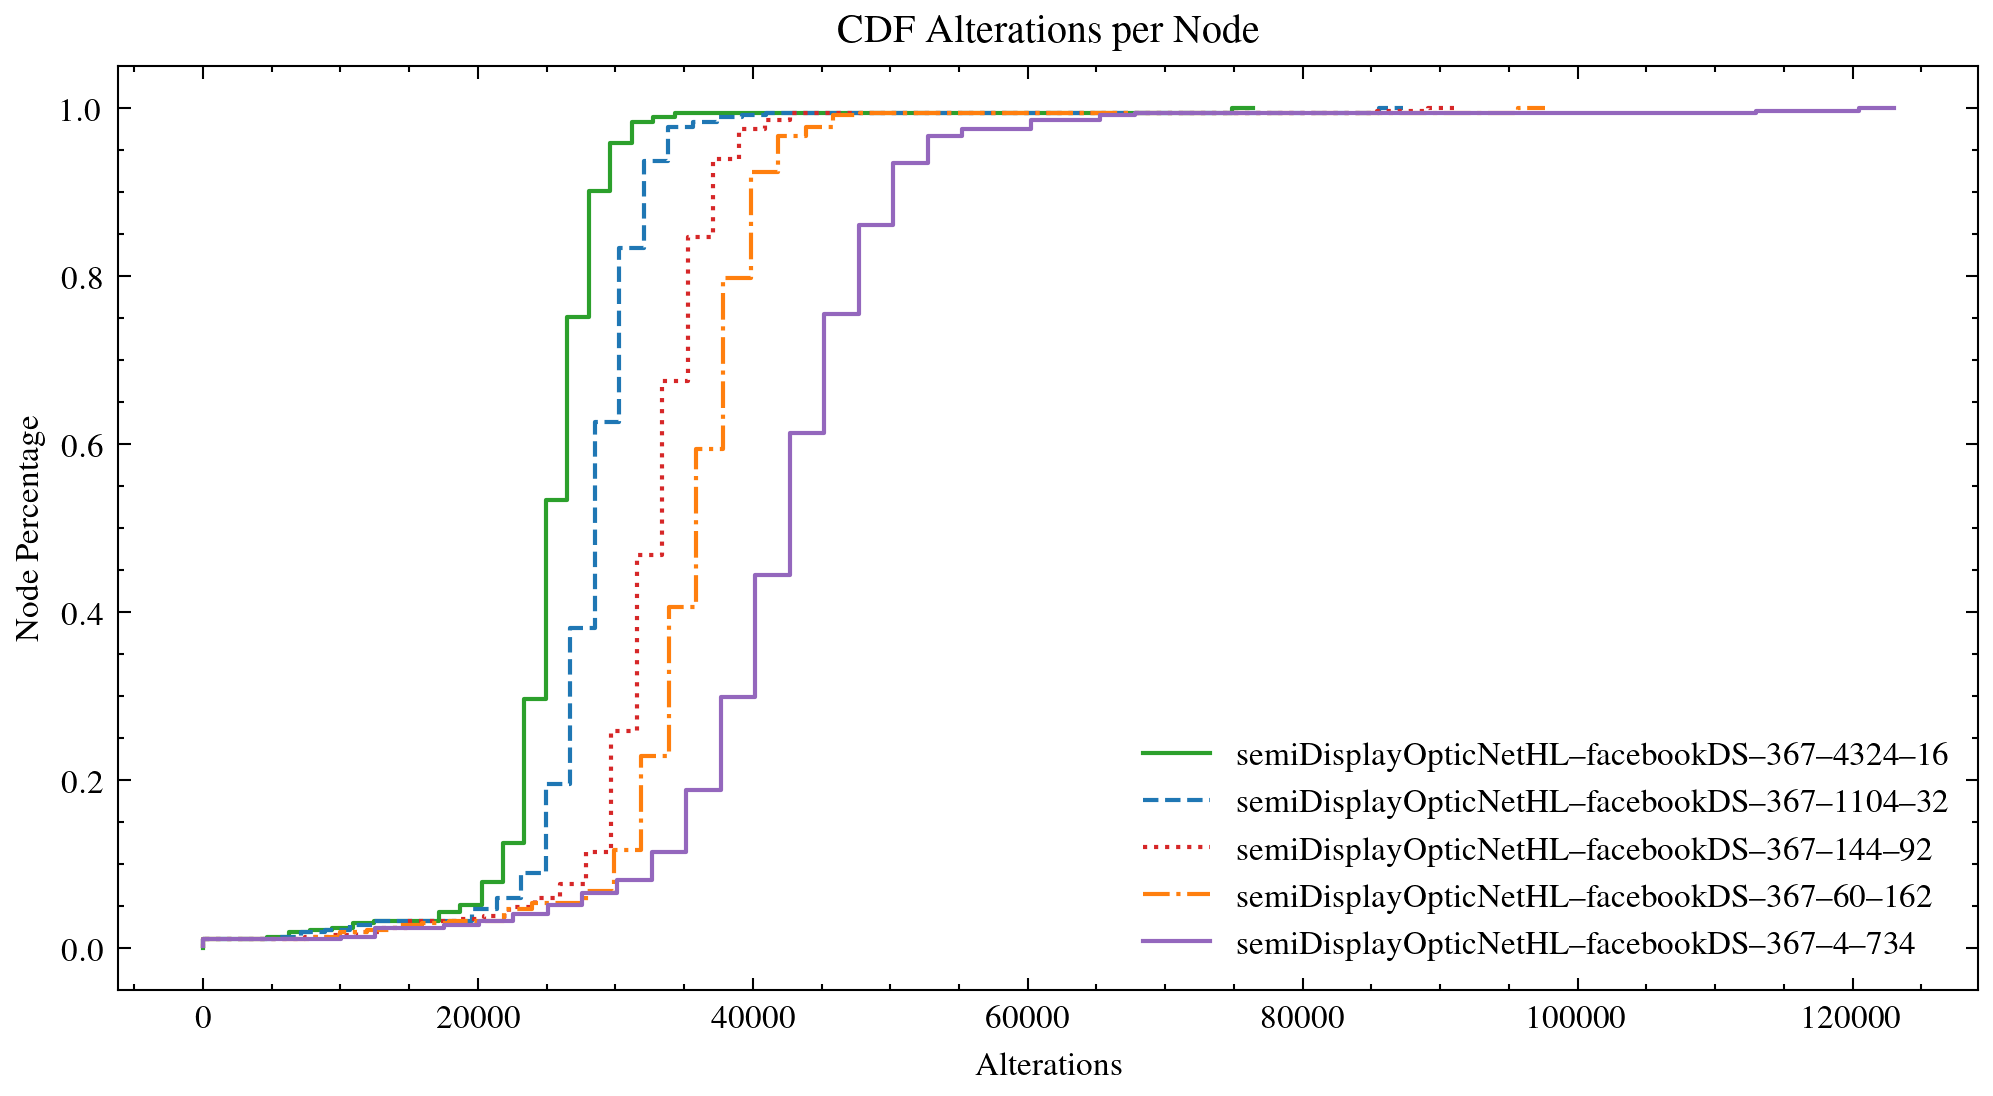 CDF Alterations per Node
1.0
0.8
0.6
0.4
0.2
0.0
Node Percentage
semiDisplayOpticNetHL–facebookDS–367–4324–16
semiDisplayOpticNetHL–facebookDS–367–1104–32
semiDisplayOpticNetHL–facebookDS–367–144–92
semiDisplayOpticNetHL–facebookDS–367–60–162
semiDisplayOpticNetHL–facebookDS–367–4–734
0 20000 40000 60000 80000 100000 120000
Alterations